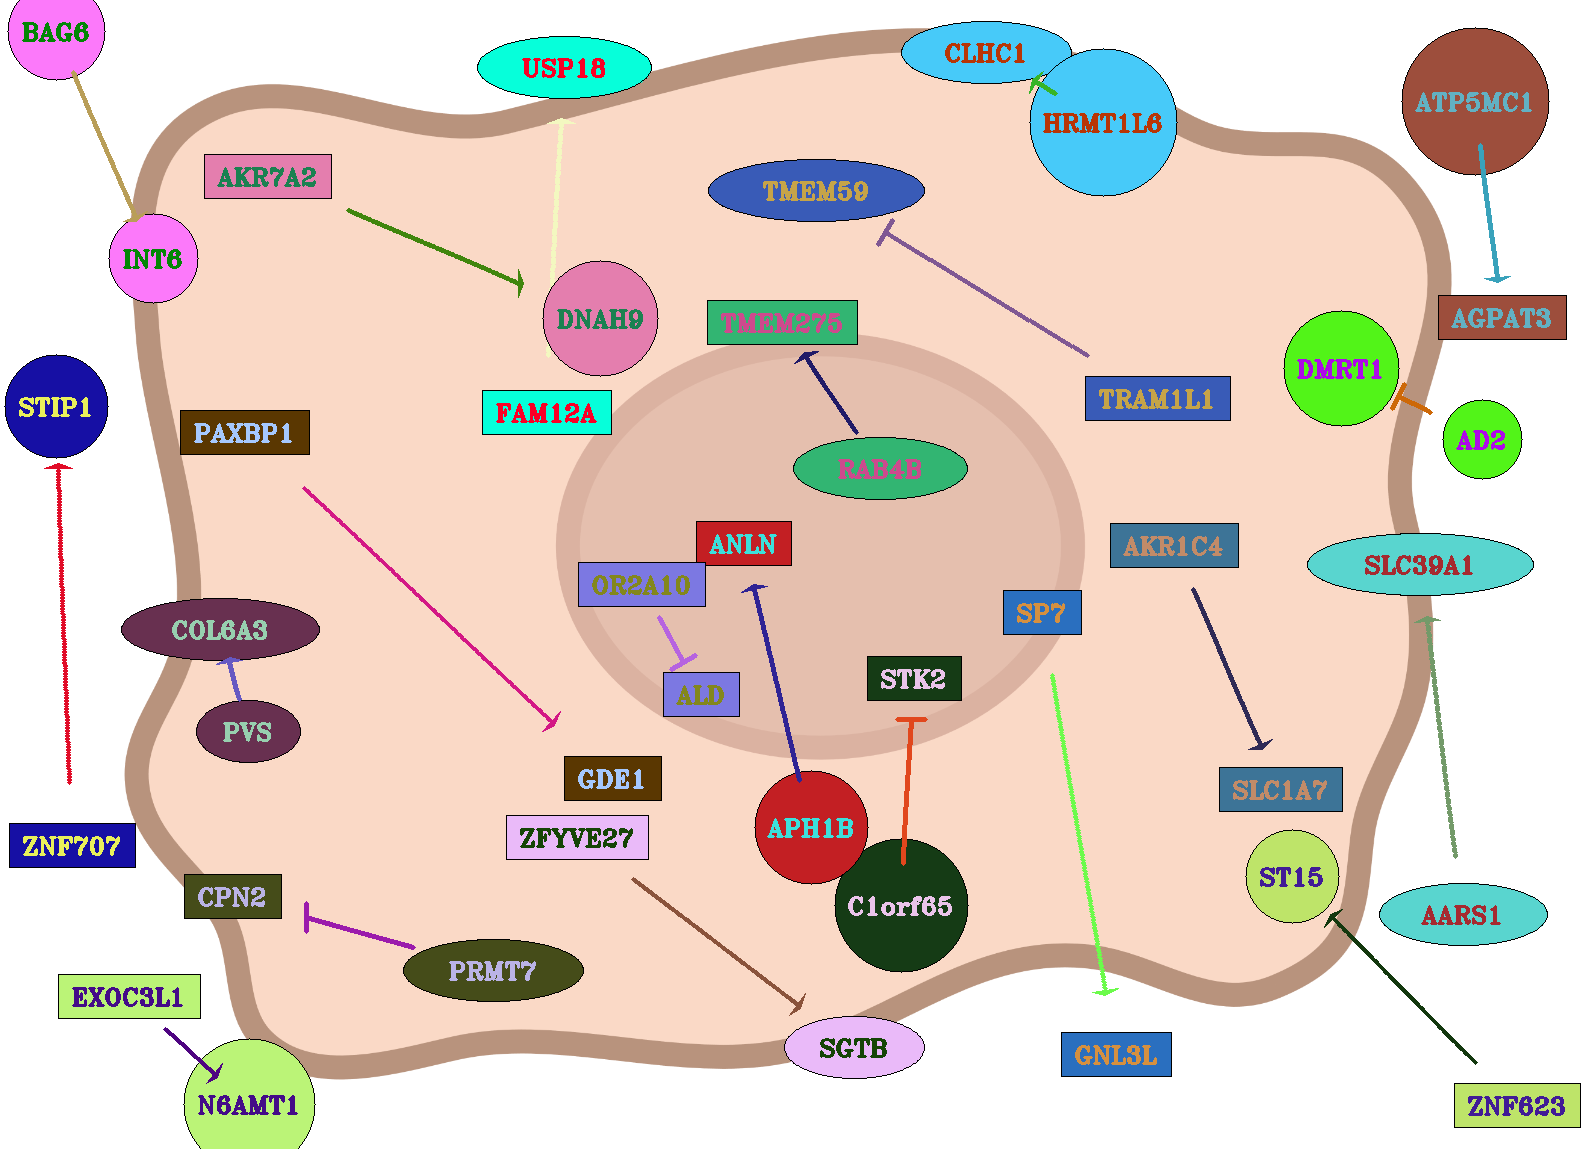 BAG6
USP18
CLHC1
ATP5MC1
HRMT1L6
AKR7A2
TMEM59
INT6
DNAH9
TMEM275
AGPAT3
DMRT1
TRAM1L1
STIP1
FAM12A
PAXBP1
AD2
RAB4B
ANLN
AKR1C4
SLC39A1
OR2A10
SP7
COL6A3
STK2
ALD
PVS
GDE1
SLC1A7
APH1B
ZFYVE27
ZNF707
ST15
CPN2
C1orf65
AARS1
PRMT7
EXOC3L1
SGTB
GNL3L
N6AMT1
ZNF623